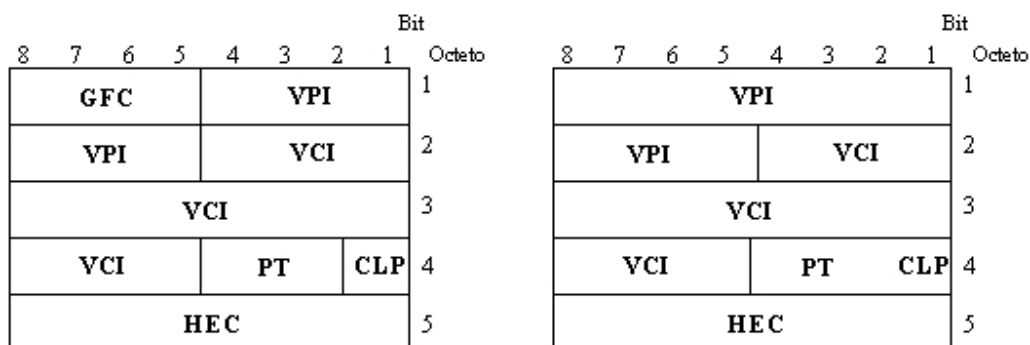 Bit
8 7 6 5 4 3 2 1 Octeto
GFC VPI 1
VPI VCI 2
VCI 3
VCI PT CLP 4
HEC 5
Bit
8 7 6 5 4 3 2 1 Octeto
VPI 1
VPI VCI 2
VCI 3
VCI PT CLP 4
HEC 5